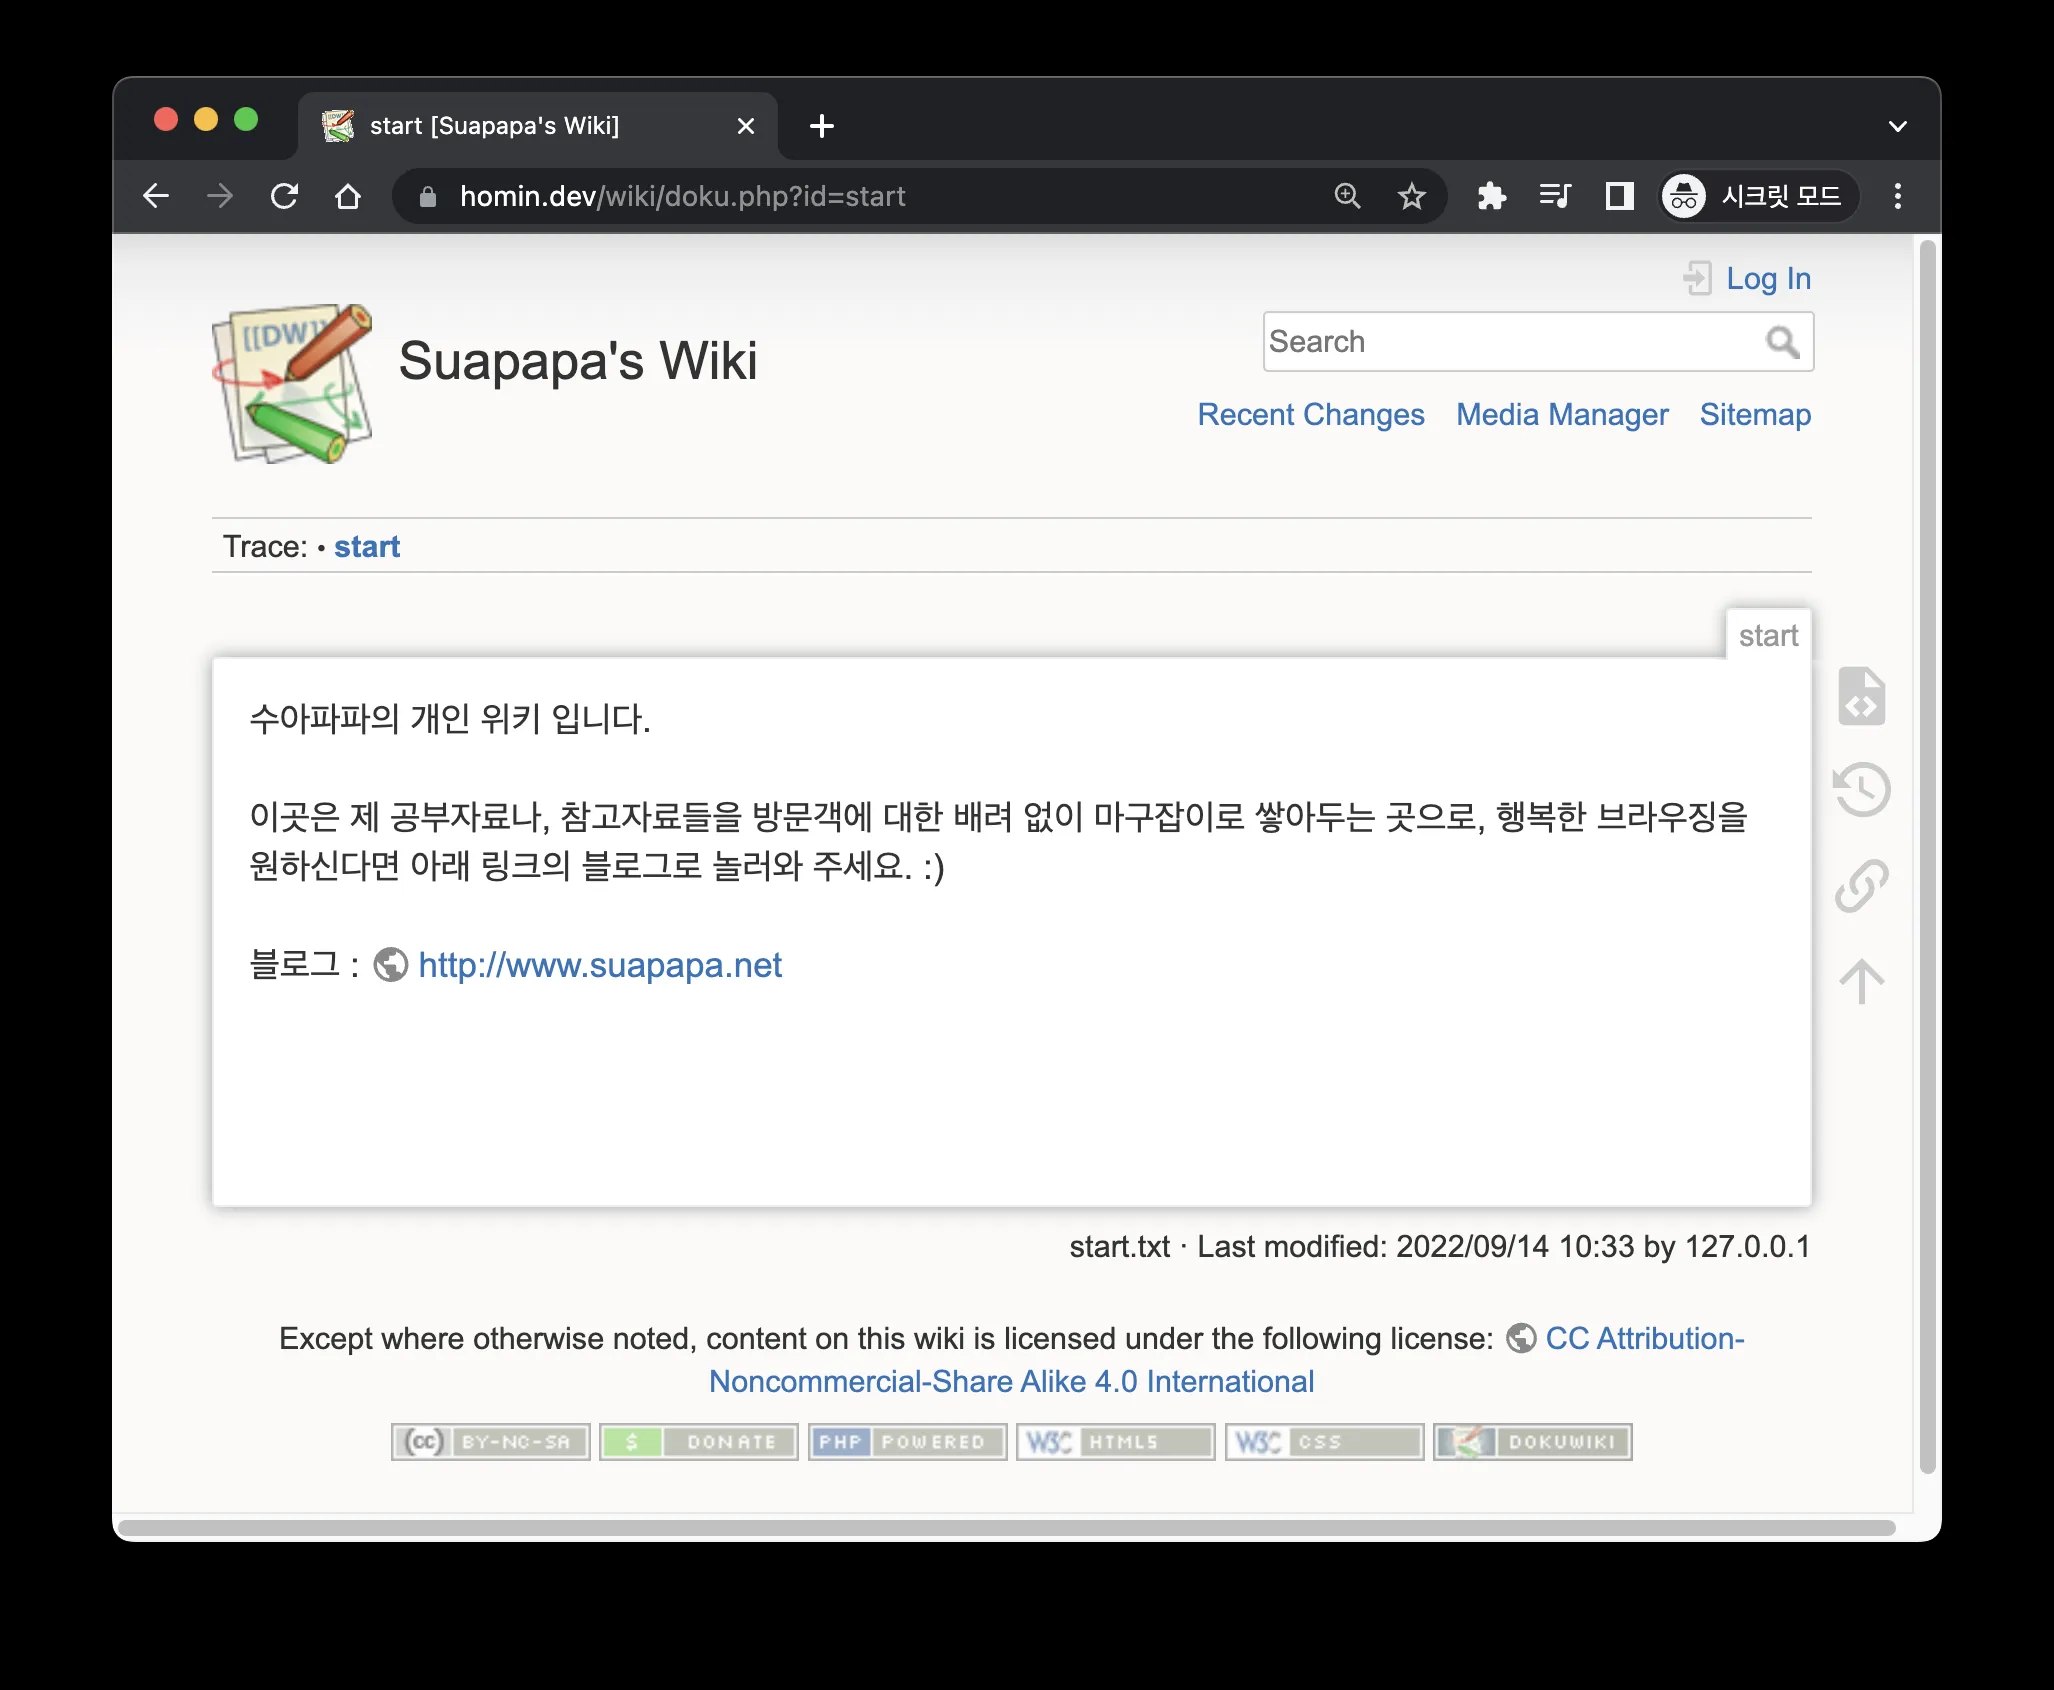 start [Suapapa's Wiki]
homin.dev/wiki/doku.php?id=start
시크릿 모드
Log In
[[DW]]
Suapapa's Wiki
Search
Recent Changes Media Manager Sitemap
Trace: • start
start
수아파파의 개인 위키 입니다.
이곳은 제 공부자료나, 참고자료들을 방문객에 대한 배려 없이 마구잡이로 쌓아두는 곳으로, 행복한 브라우징을
원하신다면 아래 링크의 블로그로 놀러와 주세요. :)
블로그 : http://www.suapapa.net
start.txt · Last modified: 2022/09/14 10:33 by 127.0.0.1
Except where otherwise noted, content on this wiki is licensed under the following license: CC Attribution-
Noncommercial-Share Alike 4.0 International
(cc) BY-NC-SA $ DONATE PHP POWERED W3C HTML5 W3C CSS DOKUWIKI